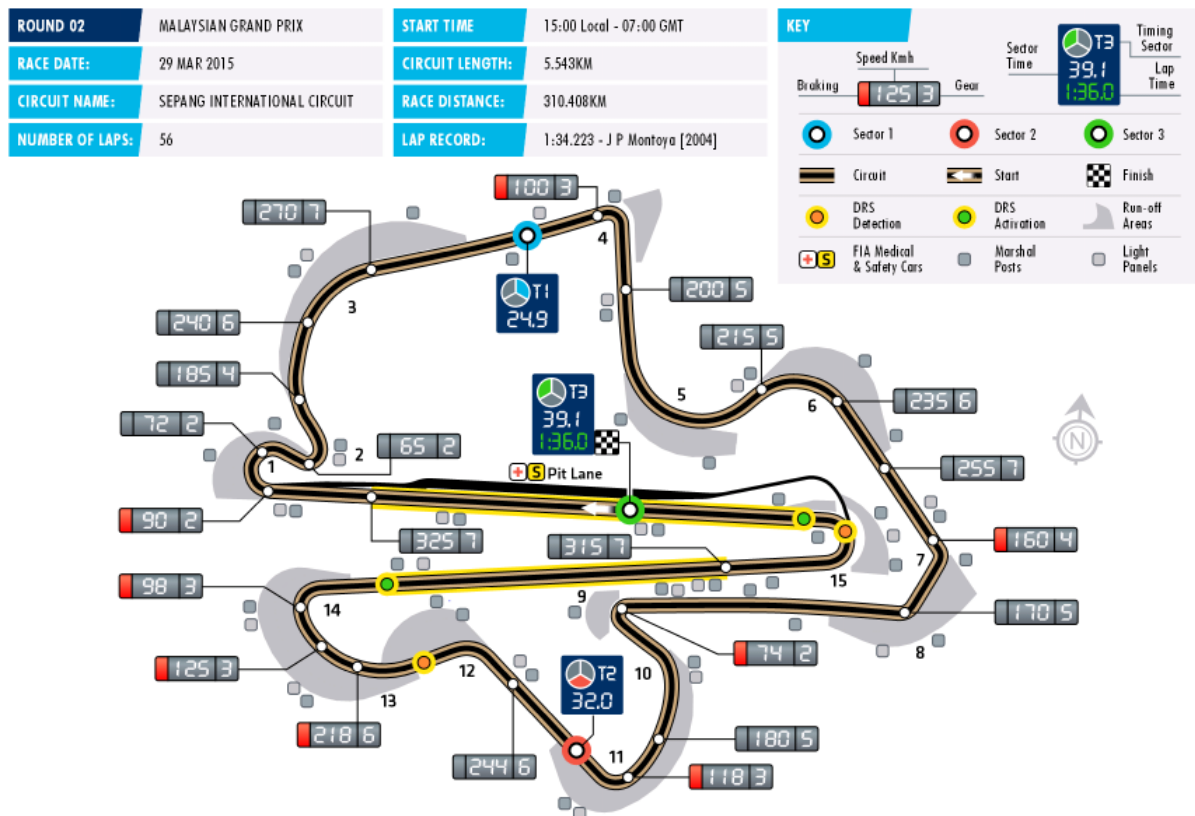 ROUND 02 MALAYSIAN GRAND PRIX
RACE DATE: 29 MAR 2015
CIRCUIT NAME: SEPANG INTERNATIONAL CIRCUIT
NUMBER OF LAPS: 56
START TIME 15:00 Local - 07:00 GMT
CIRCUIT LENGTH: 5.543KM
RACE DISTANCE: 310.408KM
LAP RECORD: 1:34.223 - J P Montoya [2004]
KEY
Speed Kmh
Braking 125 3 Gear
Sector Time
T3
39.1
1:36.0
Timing Sector
Lap Time
Sector 1 Sector 2 Sector 3
Circuit Start Finish
DRS Detection DRS Activation Run-off Areas
+ S FIA Medical & Safety Cars Marshal Posts Light Panels
100 3
270 7
4
T1
24.9
200 5
3
240 6
215 5
185 4
T3
39.1
1:36.0
5
6
235 6
72 2
65 2
2
1
+ S Pit Lane
255 7
N
90 2
325 7
315 7
160 4
7
15
98 3
14
9
170 5
8
74 2
125 3
12
10
T2
32.0
13
218 6
180 5
244 6
11
118 3